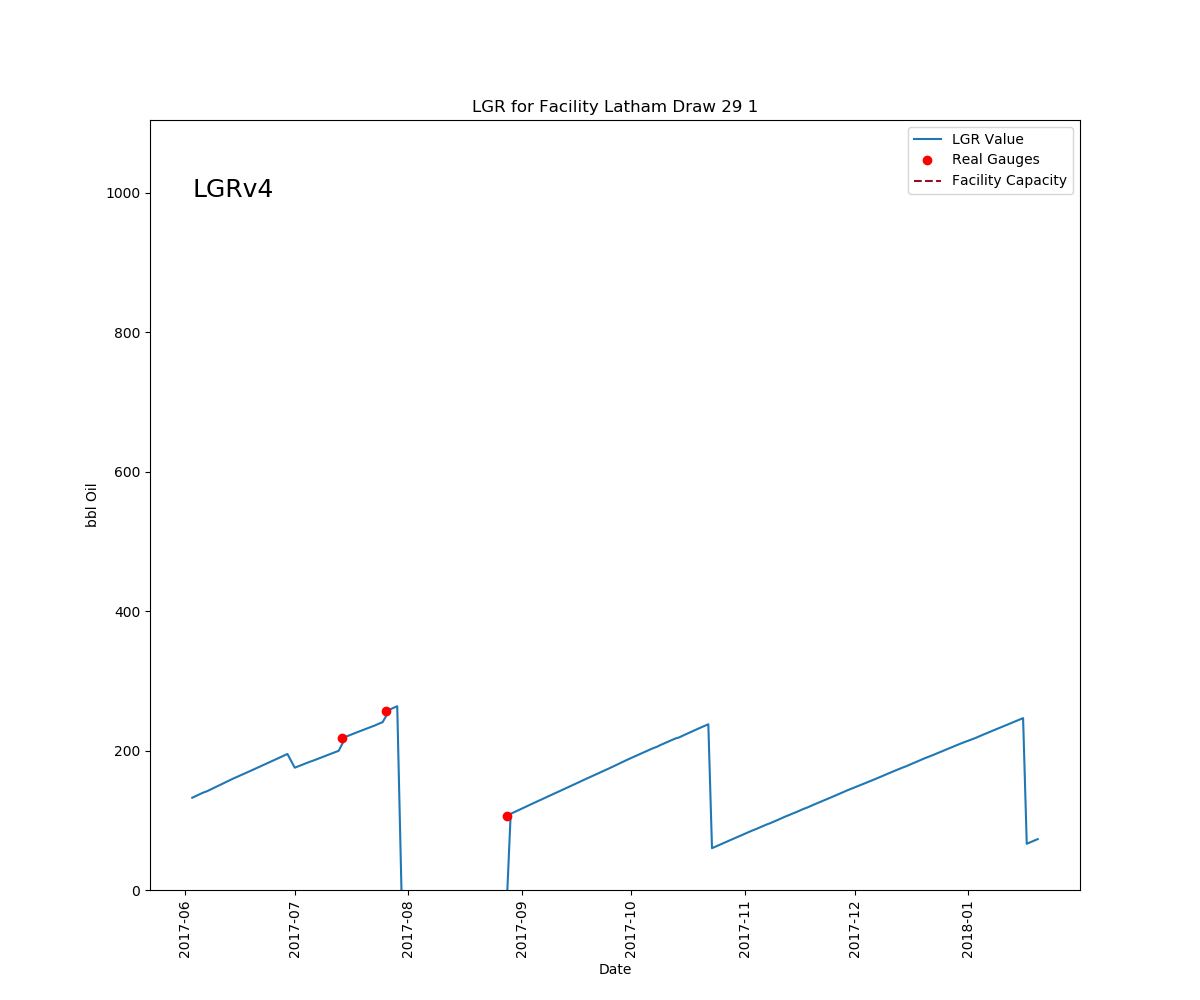 LGR for Facility Latham Draw 29 1
LGR Value
Real Gauges
Facility Capacity
LGRv4
1000
800
600
400
200
0
bbl Oil
2017-06
2017-07
2017-08
2017-09
2017-10
2017-11
2017-12
2018-01
Date